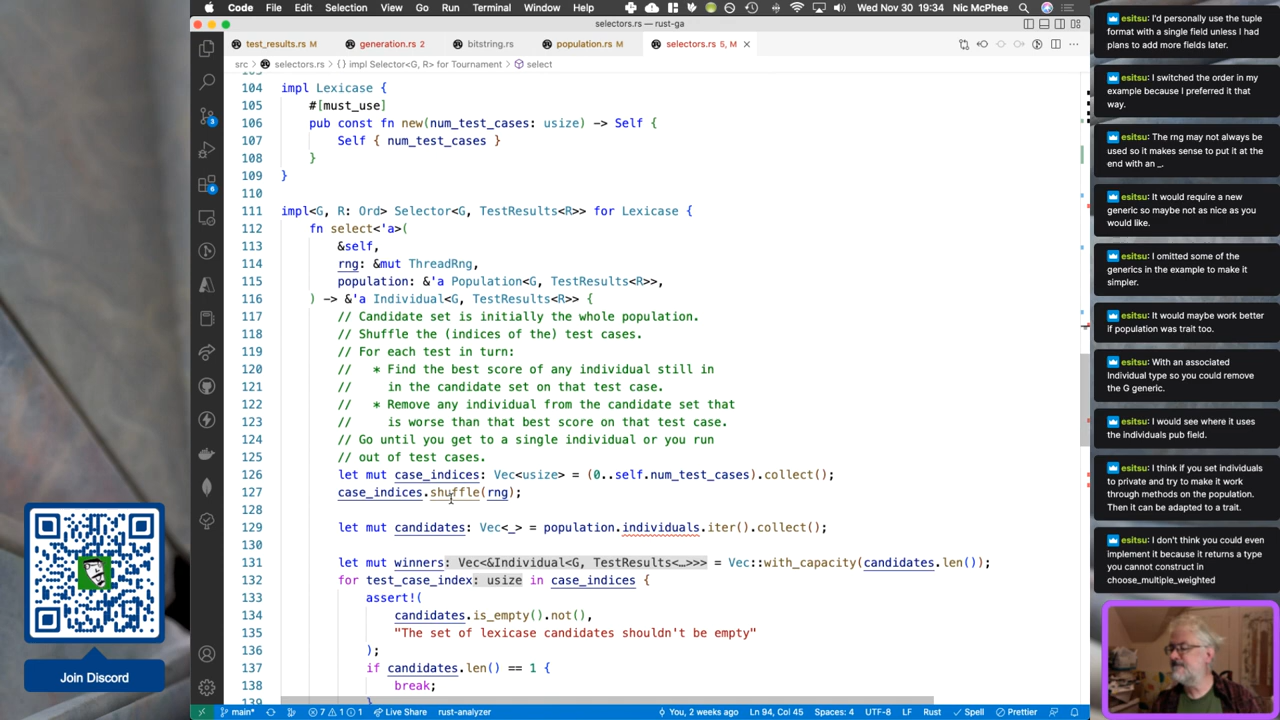 Code File Edit Selection View Go Run Terminal Window Help
Wed Nov 30 19:34 Nic McPhee
selectors.rs — rust-ga
test_results.rs M
generation.rs 2
bitstring.rs
population.rs M
selectors.rs 5, M
src > selectors.rs > impl Selector<G, R> for Tournament > select
104 impl Lexicase {
105 #[must_use]
106 pub const fn new(num_test_cases: usize) -> Self {
107 Self { num_test_cases }
108 }
109 }
110
111 impl<G, R: Ord> Selector<G, TestResults<R>> for Lexicase {
112 fn select<'a>(
113 &self,
114 rng: &mut ThreadRng,
115 population: &'a Population<G, TestResults<R>>,
116 ) -> &'a Individual<G, TestResults<R>> {
117 // Candidate set is initially the whole population.
118 // Shuffle the (indices of the) test cases.
119 // For each test in turn:
120 // * Find the best score of any individual still in
121 // in the candidate set on that test case.
122 // * Remove any individual from the candidate set that
123 // is worse than that best score on that test case.
124 // Go until you get to a single individual or you run
125 // out of test cases.
126 let mut case_indices: Vec<usize> = (0..self.num_test_cases).collect();
127 case_indices.shuffle(rng);
128
129 let mut candidates: Vec<_> = population.individuals.iter().collect();
130
131 let mut winners: Vec<&Individual<G, TestResults<…>>> = Vec::with_capacity(candidates.len());
132 for test_case_index: usize in case_indices {
133 assert!(
134 candidates.is_empty().not(),
135 "The set of lexicase candidates shouldn't be empty"
136 );
137 if candidates.len() == 1 {
138 break;
139 }
main* 7 1 1 Live Share rust-analyzer
You, 2 weeks ago Ln 94, Col 45 Spaces: 4 UTF-8 LF Rust Spell Prettier
3
6
Join Discord
esitsu: I'd personally use the tuple
format with a single field unless I had
plans to add more fields later.
esitsu: I switched the order in my
example because I preferred it that
way.
esitsu: The rng may not always be
used so it makes sense to put it at the
end with an _.
esitsu: It would require a new
generic so maybe not as nice as you
would like.
esitsu: I omitted some of the
generics in the example to make it
simpler.
esitsu: It would maybe work better
if population was trait too.
esitsu: With an associated
Individual type so you could remove
the G generic.
esitsu: I would see where it uses
the individuals pub field.
esitsu: I think if you set individuals
to private and try to make it work
through methods on the population.
Then it can be adapted to a trait.
esitsu: I don't think you could even
implement it because it returns a type
you cannot construct in
choose_multiple_weighted